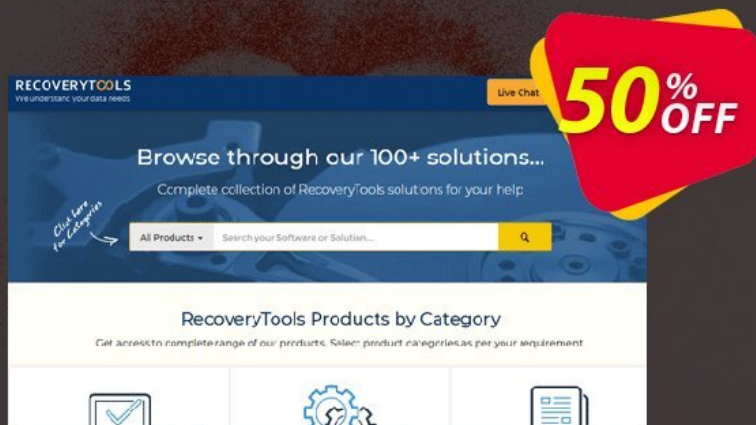 RECOVERYTOOLS
We understand your data needs
Live Chat
50% OFF
Browse through our 100+ solutions...
Complete collection of RecoveryTools solutions for your help
Click here
for Categories
All Products
Search your Software or Solution....
RecoveryTools Products by Category
Get access to complete range of our products. Select product categories as per your requirement